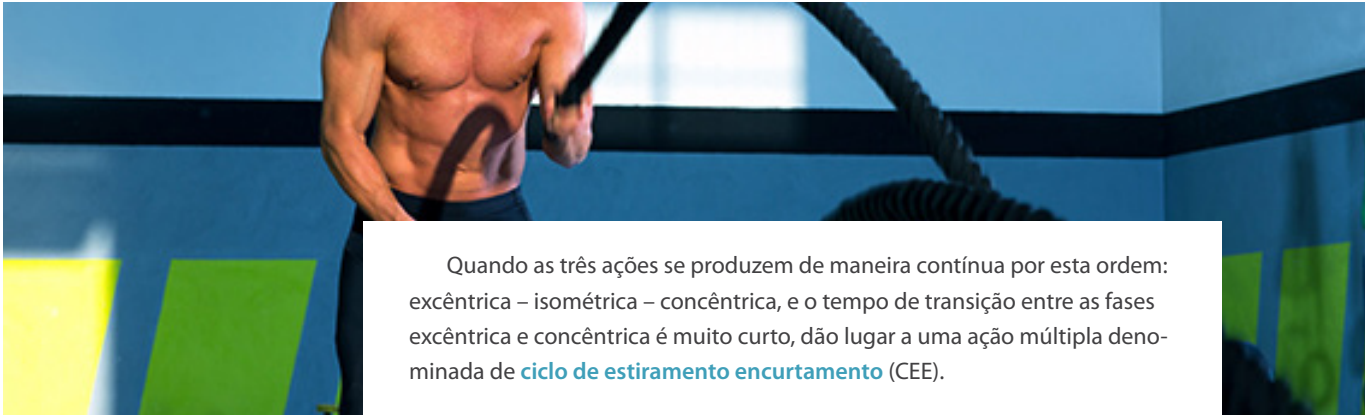 Quando as três ações se produzem de maneira contínua por esta ordem:
excêntrica – isométrica – concêntrica, e o tempo de transição entre as fases
excêntrica e concêntrica é muito curto, dão lugar a uma ação múltipla deno-
minada de ciclo de estiramento encurtamento (CEE).